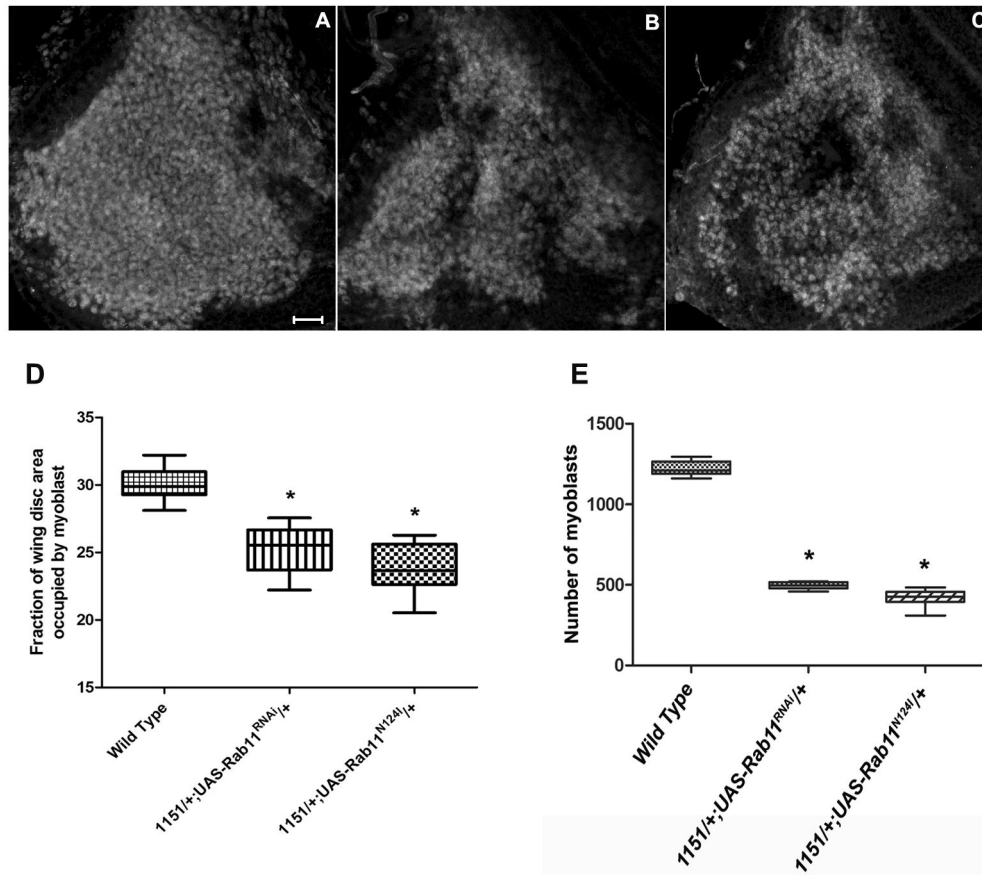 A
B
C
D
Fraction of wing disc area
occupied by myoblast
35
30
25
20
15
*
*
Wild Type
1151/+;UAS-Rab11RNAi/+
1151/+;UAS-Rab11N124i/+
E
Number of myoblasts
1500
1000
500
0
*
*
Wild Type
1151/+;UAS-Rab11RNAi/+
1151/+;UAS-Rab11N124i/+